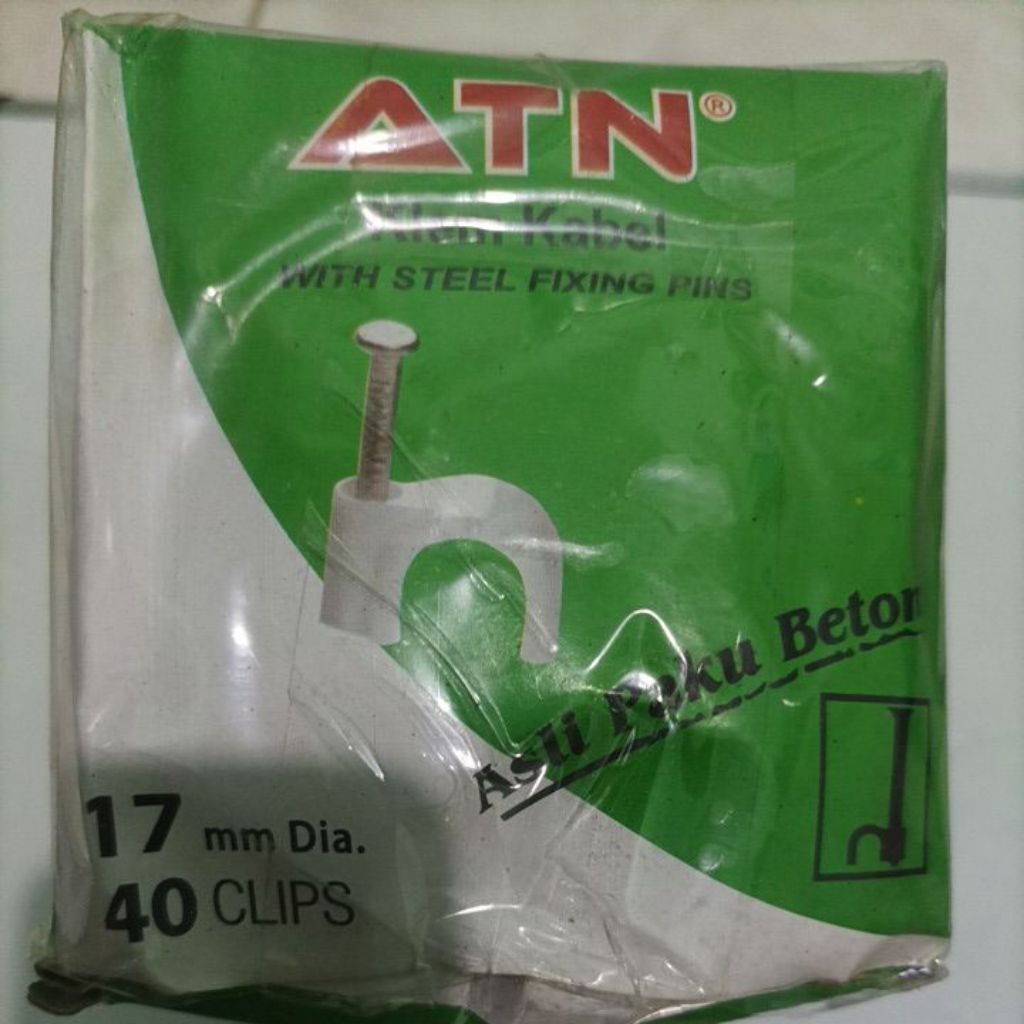 ATN®
Klem Kabel
WITH STEEL FIXING PINS
Asli Paku Beton
17 mm Dia.
40 CLIPS